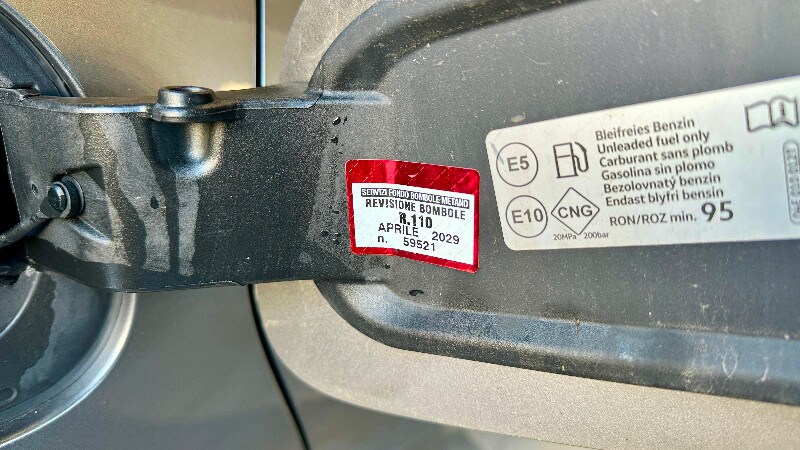 SERVIZI FONDO BOMBOLE METANO
REVISIONE BOMBOLE
R.110
APRILE 2029
n. 59521
E5
E10
CNG
20MPa 200bar
Bleifreies Benzin
Unleaded fuel only
Carburant sans plomb
Gasolina sin plomo
Bezolovnatý benzin
Endast blyfri bensin
RON/ROZ min. 95